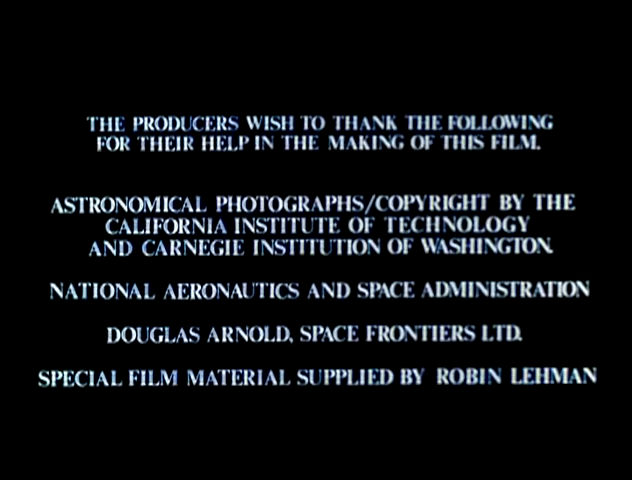 THE PRODUCERS WISH TO THANK THE FOLLOWING
FOR THEIR HELP IN THE MAKING OF THIS FILM.
ASTRONOMICAL PHOTOGRAPHS/COPYRIGHT BY THE
CALIFORNIA INSTITUTE OF TECHNOLOGY
AND CARNEGIE INSTITUTION OF WASHINGTON.
NATIONAL AERONAUTICS AND SPACE ADMINISTRATION
DOUGLAS ARNOLD, SPACE FRONTIERS LTD.
SPECIAL FILM MATERIAL SUPPLIED BY ROBIN LEHMAN